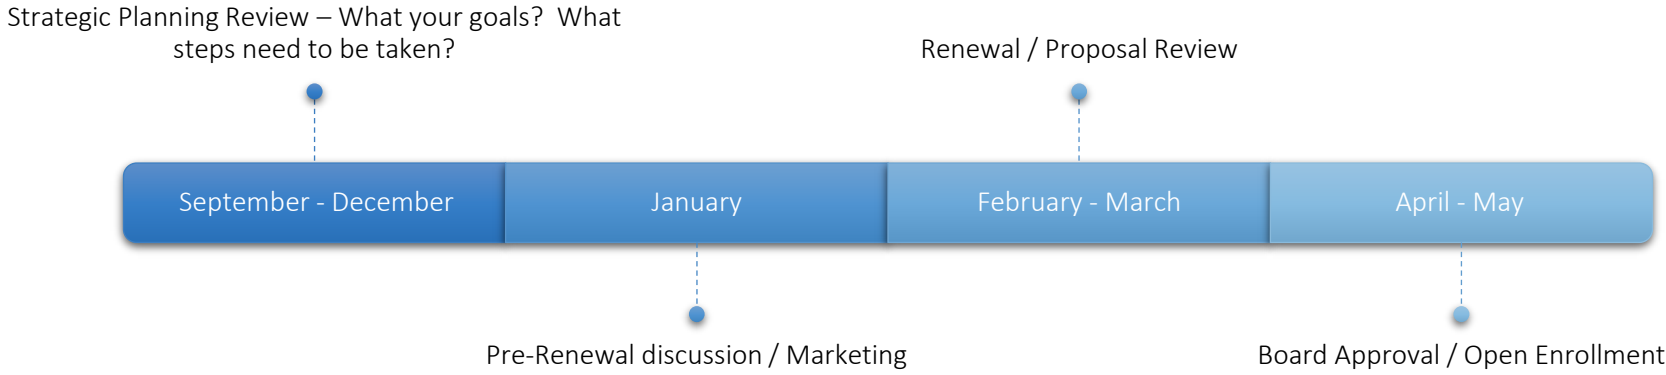 Strategic Planning Review – What your goals?  What
steps need to be taken?
Renewal / Proposal Review
September - December
January
February - March
April - May
Pre-Renewal discussion / Marketing
Board Approval / Open Enrollment